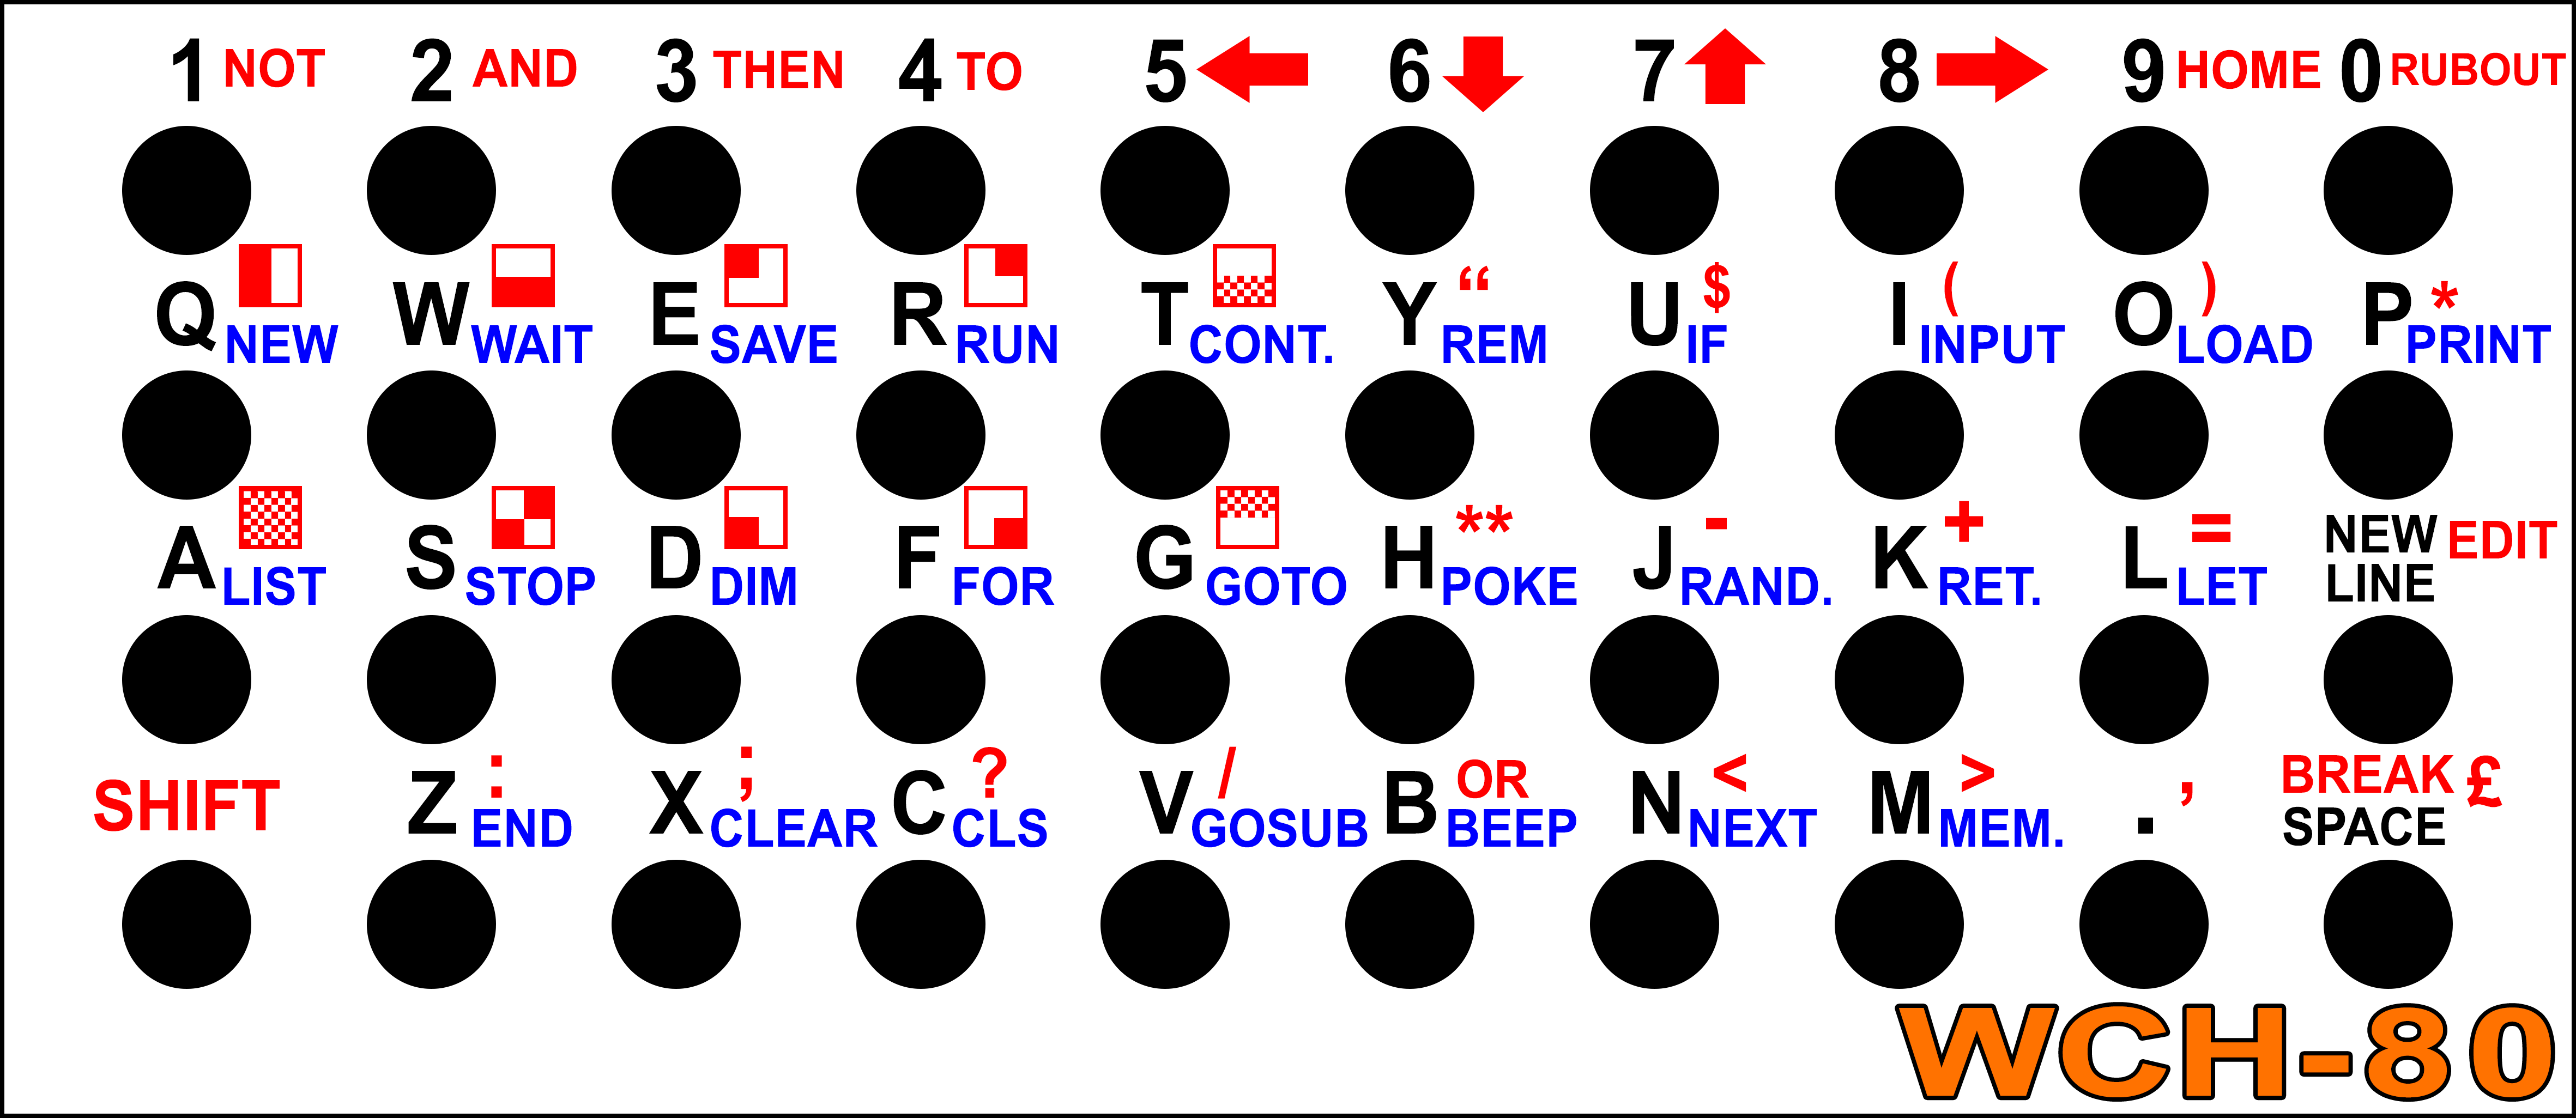 1 NOT 2 AND 3 THEN 4 TO 5 6 7 8 9 HOME 0 RUBOUT
Q W E R T Y “ U $ I ( O ) P *
NEW WAIT SAVE RUN CONT. REM IF INPUT LOAD PRINT
A S D F G H ** J - K + L = NEW LINE EDIT
LIST STOP DIM FOR GOTO POKE RAND. RET. LET
SHIFT Z : X ; C ? V / B OR N < M > . , BREAK £
END CLEAR CLS GOSUB BEEP NEXT MEM. SPACE
WCH-80